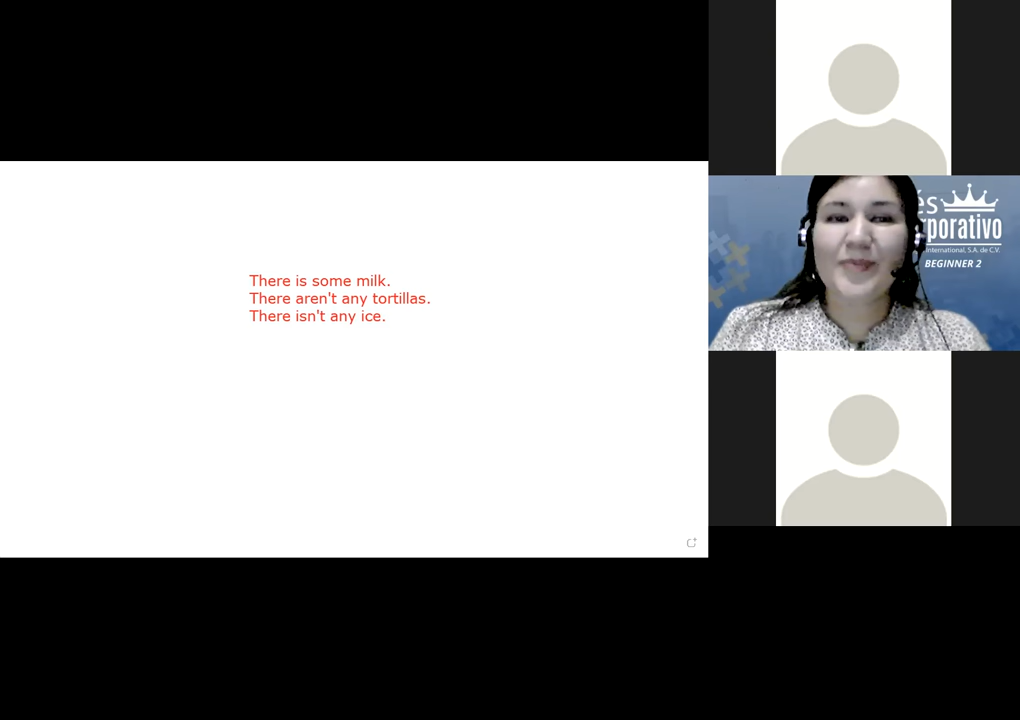 There is some milk.
There aren't any tortillas.
There isn't any ice.
és
porativo
International, S.A. de C.V.
BEGINNER 2